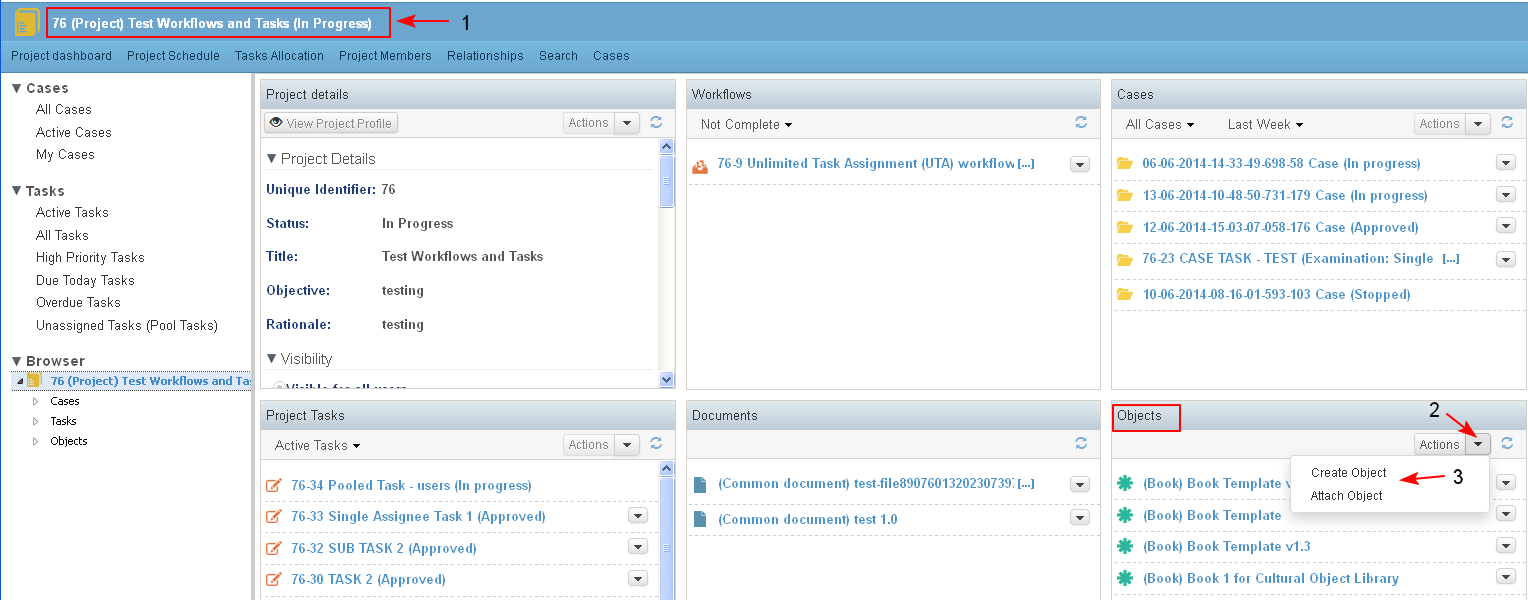 76 (Project) Test Workflows and Tasks (In Progress)
1
Project dashboard Project Schedule Tasks Allocation Project Members Relationships Search Cases
Cases
All Cases
Active Cases
My Cases
Tasks
Active Tasks
All Tasks
High Priority Tasks
Due Today Tasks
Overdue Tasks
Unassigned Tasks (Pool Tasks)
Browser
76 (Project) Test Workflows and Ta
Cases
Tasks
Objects
Project details
View Project Profile Actions
Project Details
Unique Identifier: 76
Status: In Progress
Title: Test Workflows and Tasks
Objective: testing
Rationale: testing
Visibility
Visible for all users
Workflows
Not Complete
76-9 Unlimited Task Assignment (UTA) workflow [...]
Cases
All Cases Last Week Actions
06-06-2014-14-33-49-698-58 Case (In progress)
13-06-2014-10-48-50-731-179 Case (In progress)
12-06-2014-15-03-07-058-176 Case (Approved)
76-23 CASE TASK - TEST (Examination: Single [...]
10-06-2014-08-16-01-593-103 Case (Stopped)
Project Tasks
Active Tasks Actions
76-34 Pooled Task - users (In progress)
76-33 Single Assignee Task 1 (Approved)
76-32 SUB TASK 2 (Approved)
76-30 TASK 2 (Approved)
Documents
(Common document) test-file890760132023073 [...]
(Common document) test 1.0
Objects
2
Actions
Create Object
3
Attach Object
(Book) Book Template v
(Book) Book Template
(Book) Book Template v1.3
(Book) Book 1 for Cultural Object Library